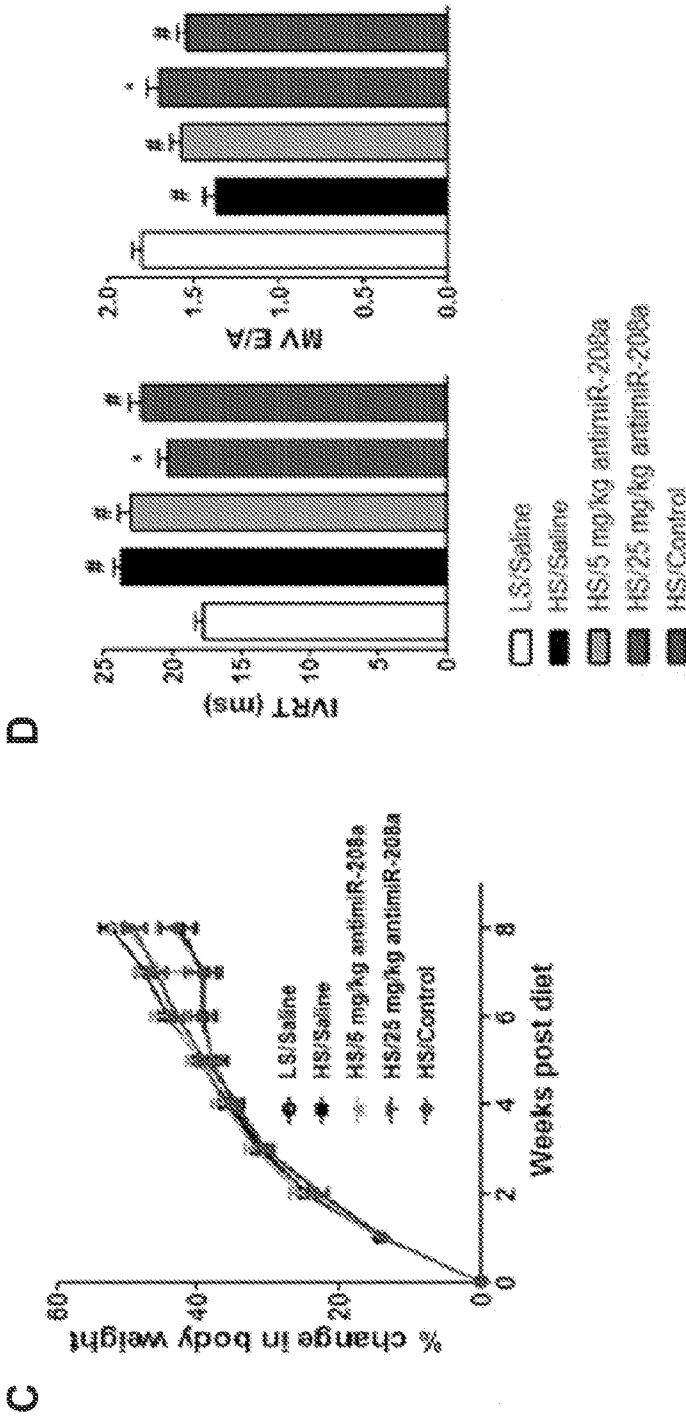 C
% change in body weight
60
40
20
0
0 2 4 6 8
Weeks post diet
LS/Saline
HS/Saline
HS/5 mg/kg antimiR-208a
HS/25 mg/kg antimiR-208a
HS/Control
D
IVRT (ms)
25
20
15
10
5
0
# # * #
MV E/A
2.0
1.5
1.0
0.5
0.0
# # * #
LS/Saline
HS/Saline
HS/5 mg/kg antimiR-208a
HS/25 mg/kg antimiR-208a
HS/Control